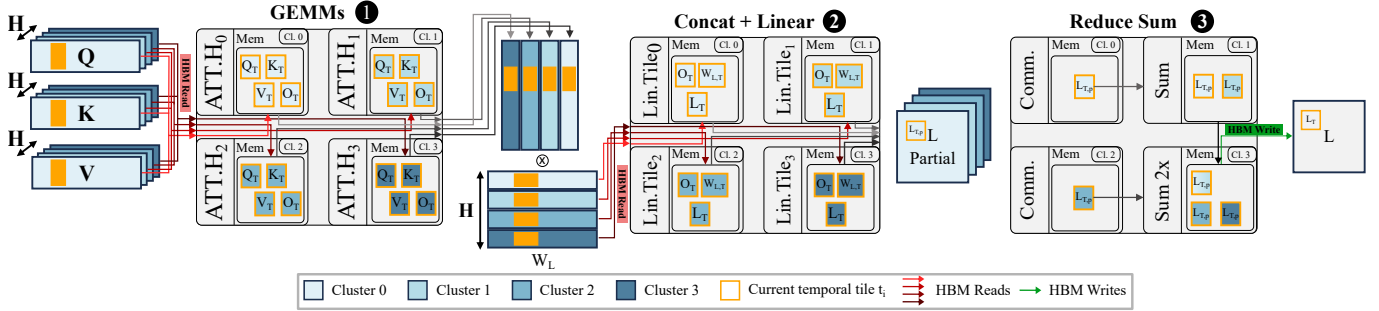 GEMMs 1
H
Q
H
K
H
V
HBM Read
ATT.H0
Mem
Cl. 0
QT
KT
VT
OT
ATT.H1
Mem
Cl. 1
QT
KT
VT
OT
ATT.H2
Mem
Cl. 2
QT
KT
VT
OT
ATT.H3
Mem
Cl. 3
QT
KT
VT
OT
⊗
H
WL
HBM Read
Concat + Linear 2
Lin.Tile0
Mem
Cl. 0
OT
WL,T
LT
Lin.Tile1
Mem
Cl. 1
OT
WL,T
LT
Lin.Tile2
Mem
Cl. 2
OT
WL,T
LT
Lin.Tile3
Mem
Cl. 3
OT
WL,T
LT
LT,p
L
Partial
Reduce Sum 3
Comm.
Mem
Cl. 0
LT,p
Sum
Mem
Cl. 1
LT,p
LT,p
Comm.
Mem
Cl. 2
LT,p
Sum 2x
Mem
Cl. 3
LT,p
LT,p
LT,p
HBM Write
LT
L
Cluster 0
Cluster 1
Cluster 2
Cluster 3
Current temporal tile ti
HBM Reads
HBM Writes